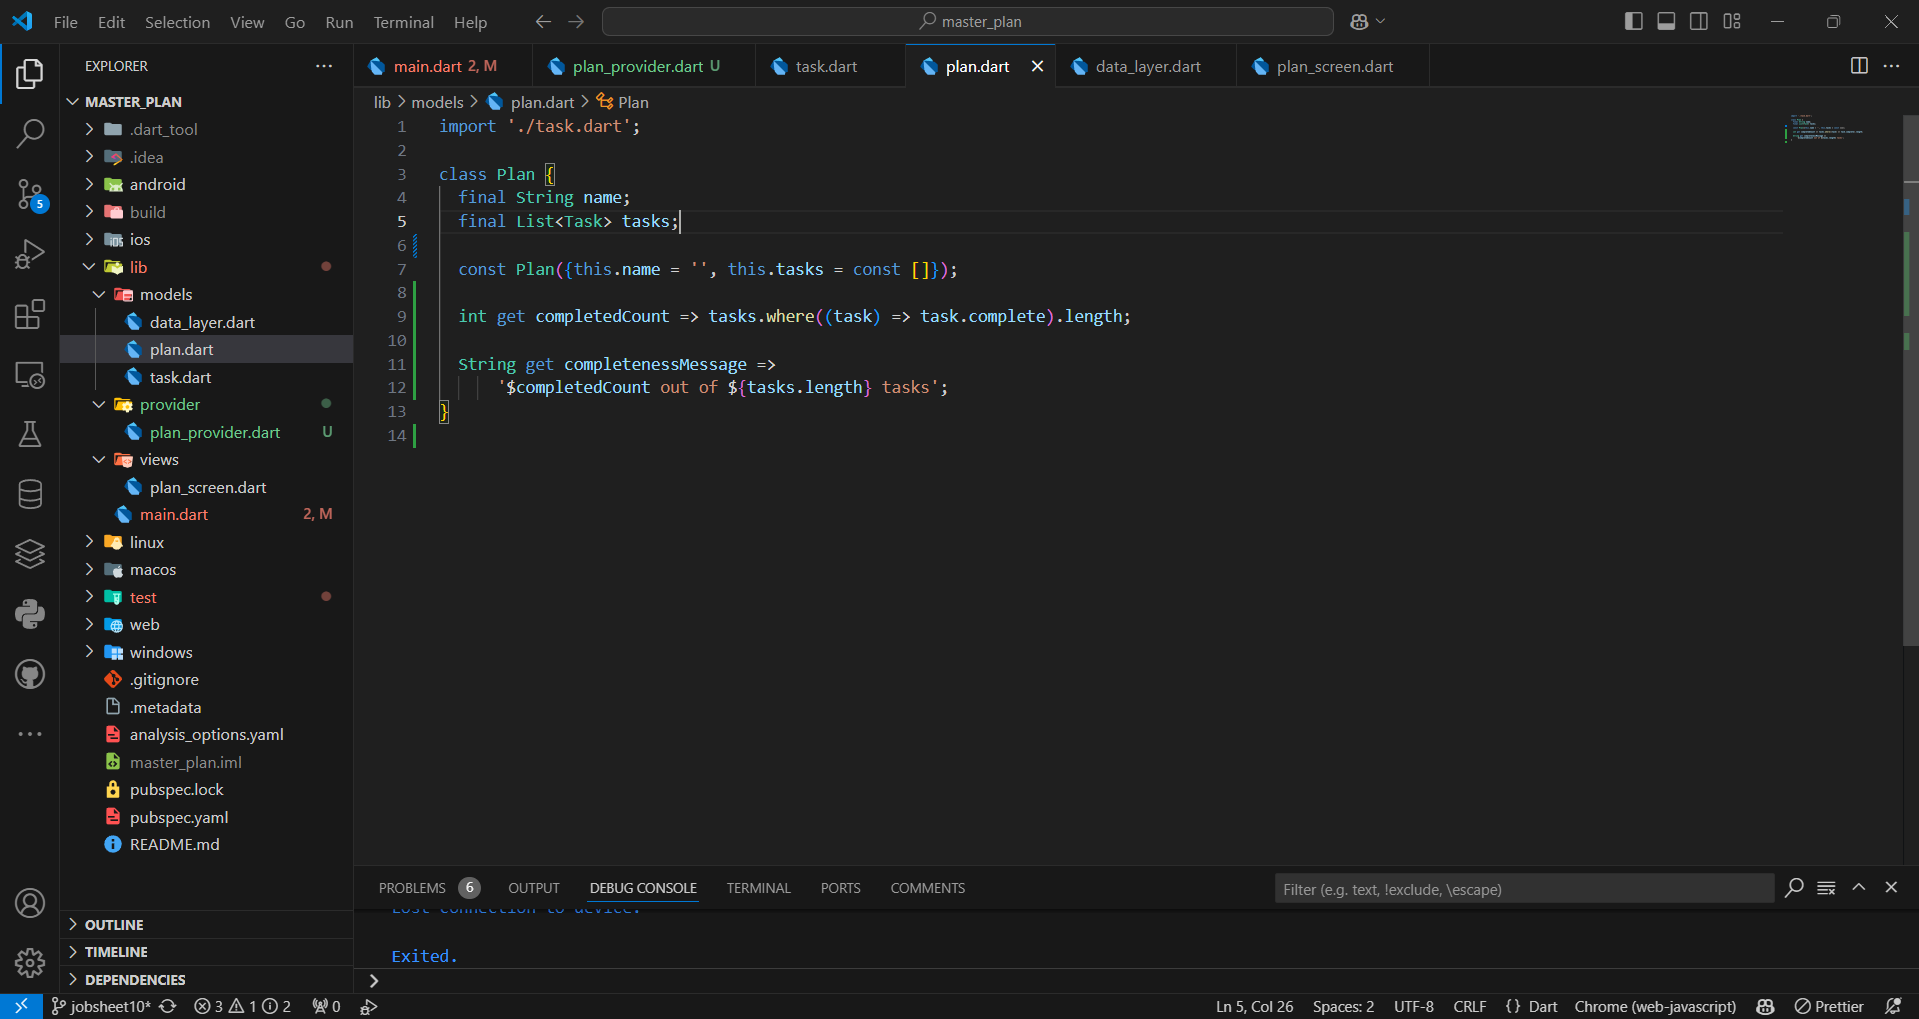 File Edit Selection View Go Run Terminal Help
master_plan
EXPLORER
MASTER_PLAN
.dart_tool
.idea
android
build
ios
lib
models
data_layer.dart
plan.dart
task.dart
provider
plan_provider.dart U
views
plan_screen.dart
main.dart 2, M
linux
macos
test
web
windows
.gitignore
.metadata
analysis_options.yaml
master_plan.iml
pubspec.lock
pubspec.yaml
README.md
OUTLINE
TIMELINE
DEPENDENCIES
5
main.dart 2, M
plan_provider.dart U
task.dart
plan.dart
data_layer.dart
plan_screen.dart
lib > models > plan.dart > Plan
1 import './task.dart';
2
3 class Plan {
4 final String name;
5 final List<Task> tasks;
6
7 const Plan({this.name = '', this.tasks = const []});
8
9 int get completedCount => tasks.where((task) => task.complete).length;
10
11 String get completenessMessage =>
12 '$completedCount out of ${tasks.length} tasks';
13 }
14
PROBLEMS 6 OUTPUT DEBUG CONSOLE TERMINAL PORTS COMMENTS
Filter (e.g. text, !exclude, \escape)
Lost connection to device.
Exited.
>
jobsheet10* 3 1 2 0
Ln 5, Col 26 Spaces: 2 UTF-8 CRLF {} Dart Chrome (web-javascript) Prettier